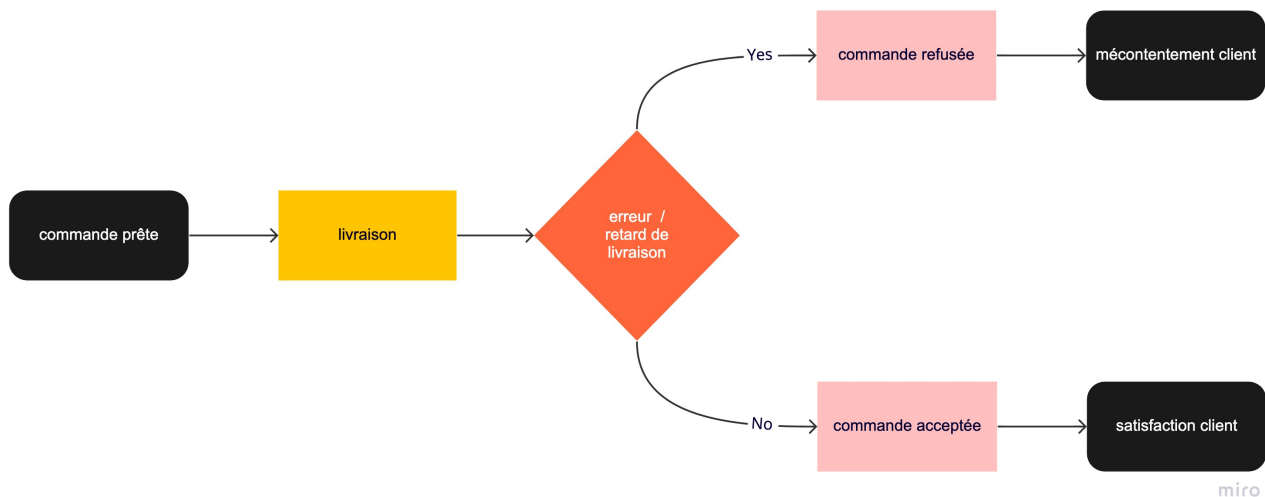 Yes
commande refusée
mécontentement client
commande prête
livraison
erreur /
retard de
livraison
No
commande acceptée
satisfaction client
miro